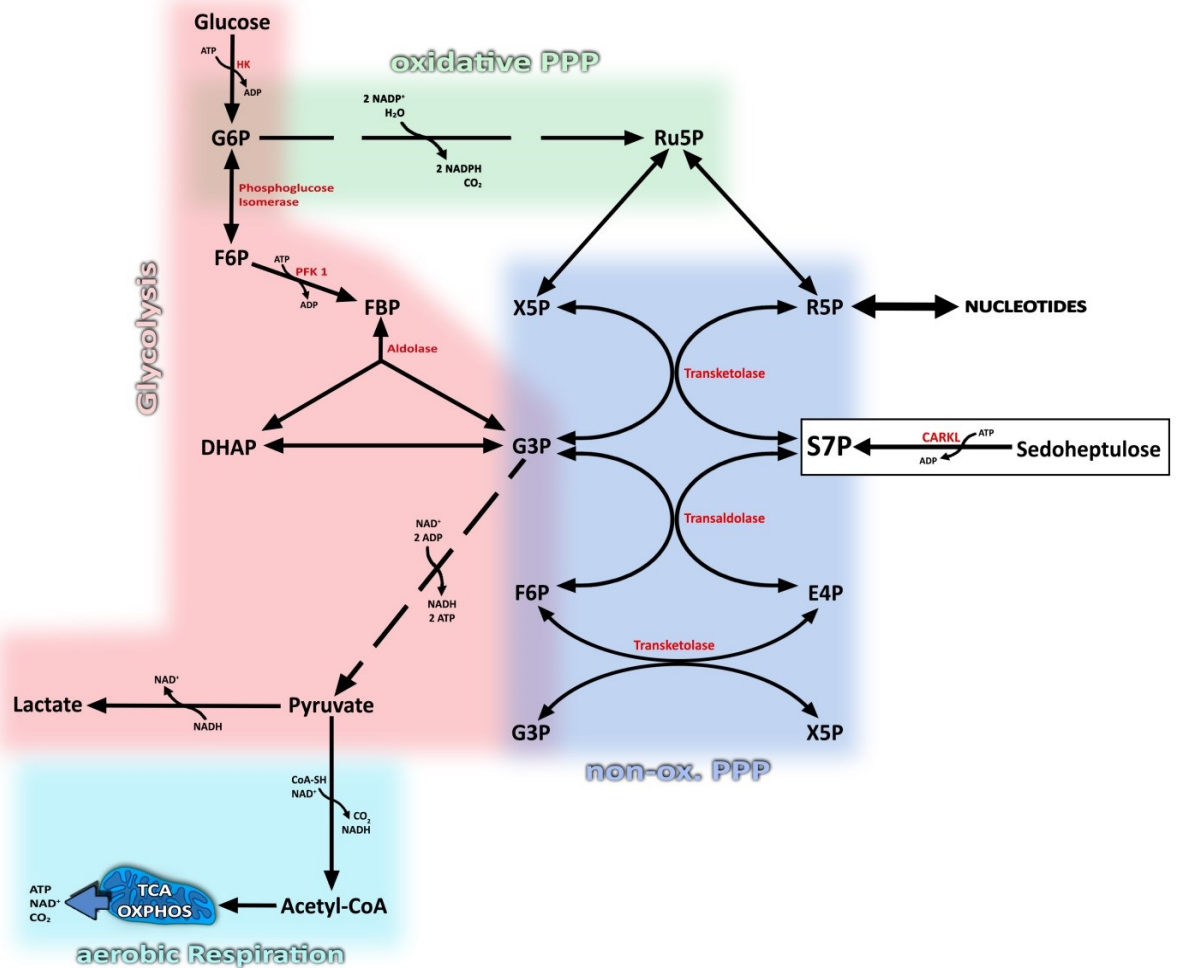 Glucose
ATP
HK
ADP
oxidative PPP
2 NADP⁺
H₂O
G6P
Ru5P
2 NADPH
CO₂
Phosphoglucose
Isomerase
Glycolysis
F6P
ATP
PFK 1
ADP
FBP
X5P
R5P
NUCLEOTIDES
Aldolase
Transketolase
DHAP
G3P
S7P
CARKL
ATP
ADP
Sedoheptulose
NAD⁺
2 ADP
NADH
2 ATP
Transaldolase
F6P
E4P
Transketolase
Lactate
NAD⁺
NADH
Pyruvate
G3P
X5P
non-ox. PPP
CoA-SH
NAD⁺
CO₂
NADH
ATP
NAD⁺
CO₂
TCA
OXPHOS
Acetyl-CoA
aerobic Respiration